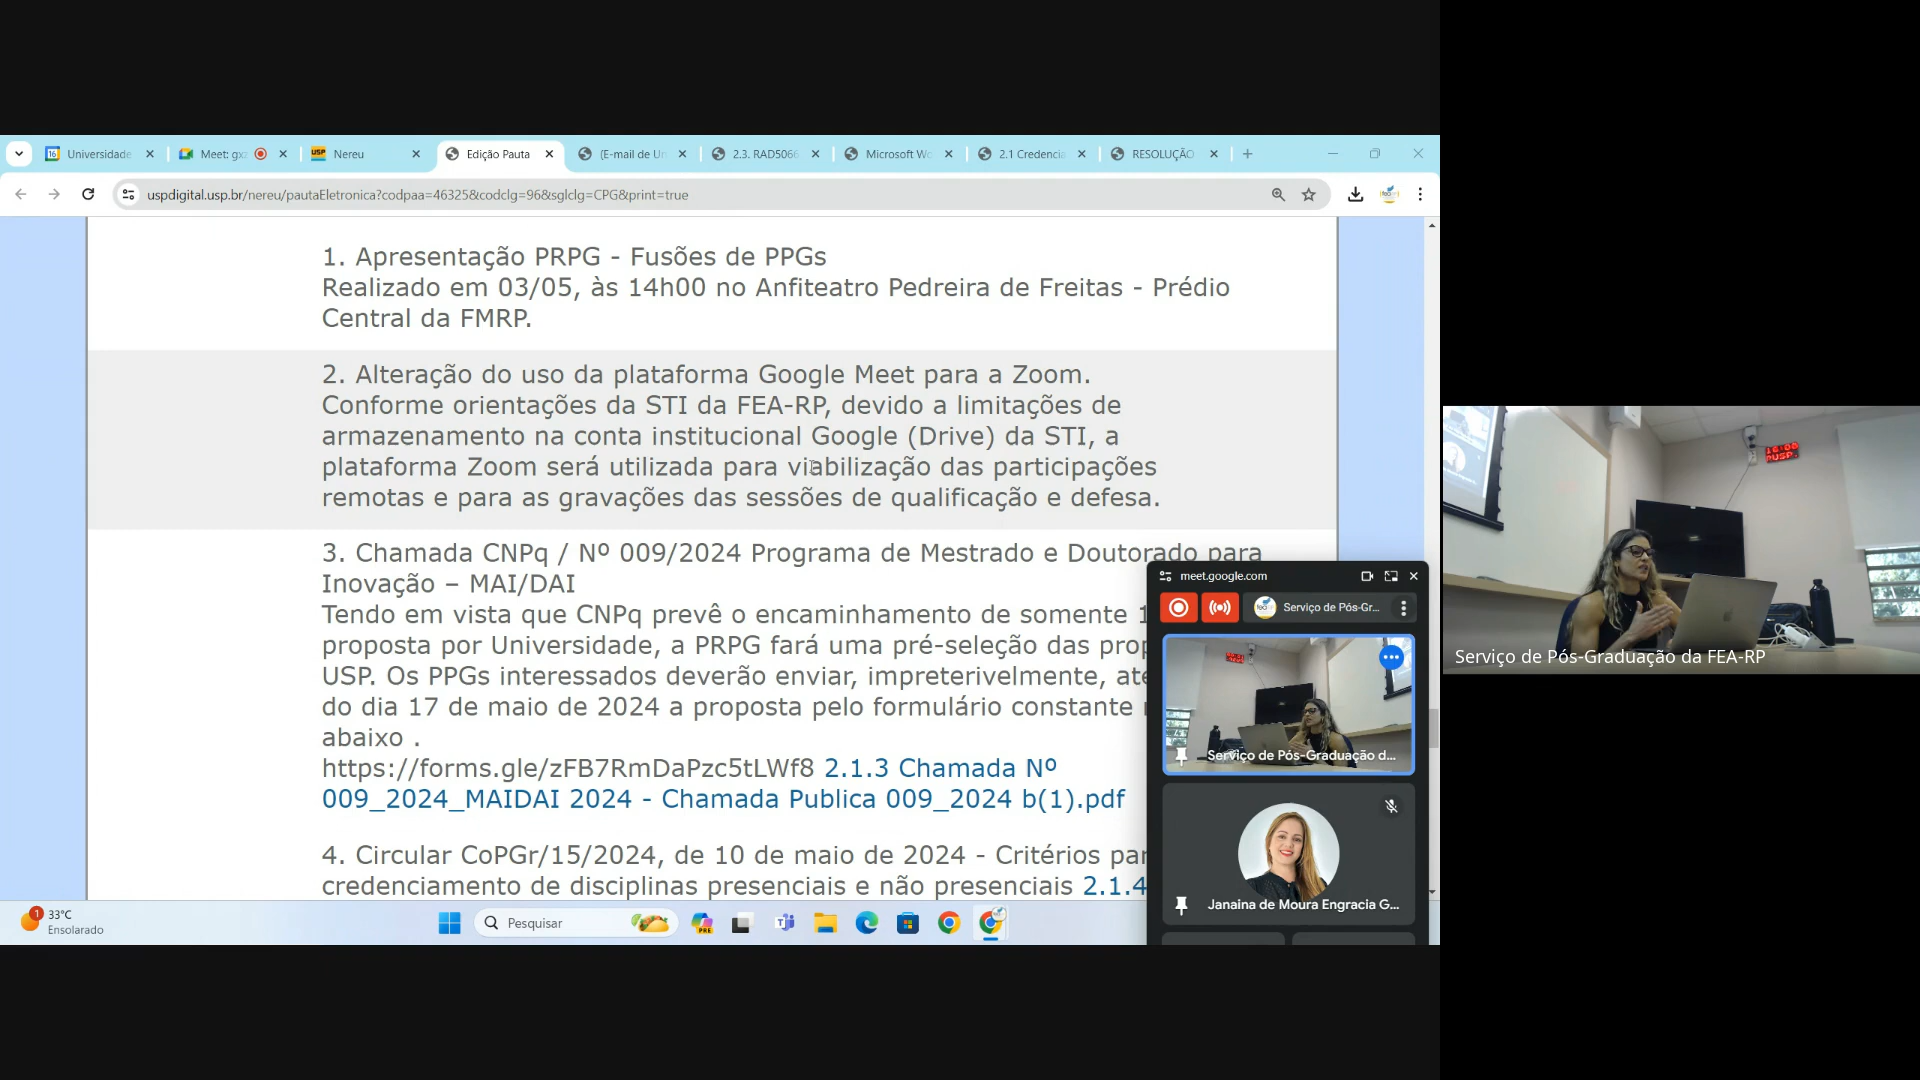 Universidade
Meet: gx
Nereu
Edição Pauta
(E-mail de Un
2.3. RAD5066
Microsoft Wo
2.1 Credencia
RESOLUÇÃO
uspdigital.usp.br/nereu/pautaEletronica?codpaa=46325&codclg=96&sglclg=CPG&print=true
1. Apresentação PRPG - Fusões de PPGs
Realizado em 03/05, às 14h00 no Anfiteatro Pedreira de Freitas - Prédio
Central da FMRP.
2. Alteração do uso da plataforma Google Meet para a Zoom.
Conforme orientações da STI da FEA-RP, devido a limitações de
armazenamento na conta institucional Google (Drive) da STI, a
plataforma Zoom será utilizada para viabilização das participações
remotas e para as gravações das sessões de qualificação e defesa.
3. Chamada CNPq / Nº 009/2024 Programa de Mestrado e Doutorado para
Inovação – MAI/DAI
Tendo em vista que CNPq prevê o encaminhamento de somente 1
proposta por Universidade, a PRPG fará uma pré-seleção das prop
USP. Os PPGs interessados deverão enviar, impreterivelmente, até
do dia 17 de maio de 2024 a proposta pelo formulário constante
abaixo .
https://forms.gle/zFB7RmDaPzc5tLWf8 2.1.3 Chamada Nº
009_2024_MAIDAI 2024 - Chamada Publica 009_2024 b(1).pdf
4. Circular CoPGr/15/2024, de 10 de maio de 2024 - Critérios par
credenciamento de disciplinas presenciais e não presenciais 2.1.4
meet.google.com
Serviço de Pós-Gr...
Serviço de Pós-Graduação d...
Janaina de Moura Engracia G...
Serviço de Pós-Graduação da FEA-RP
1
33°C
Ensolarado
Pesquisar
PRE